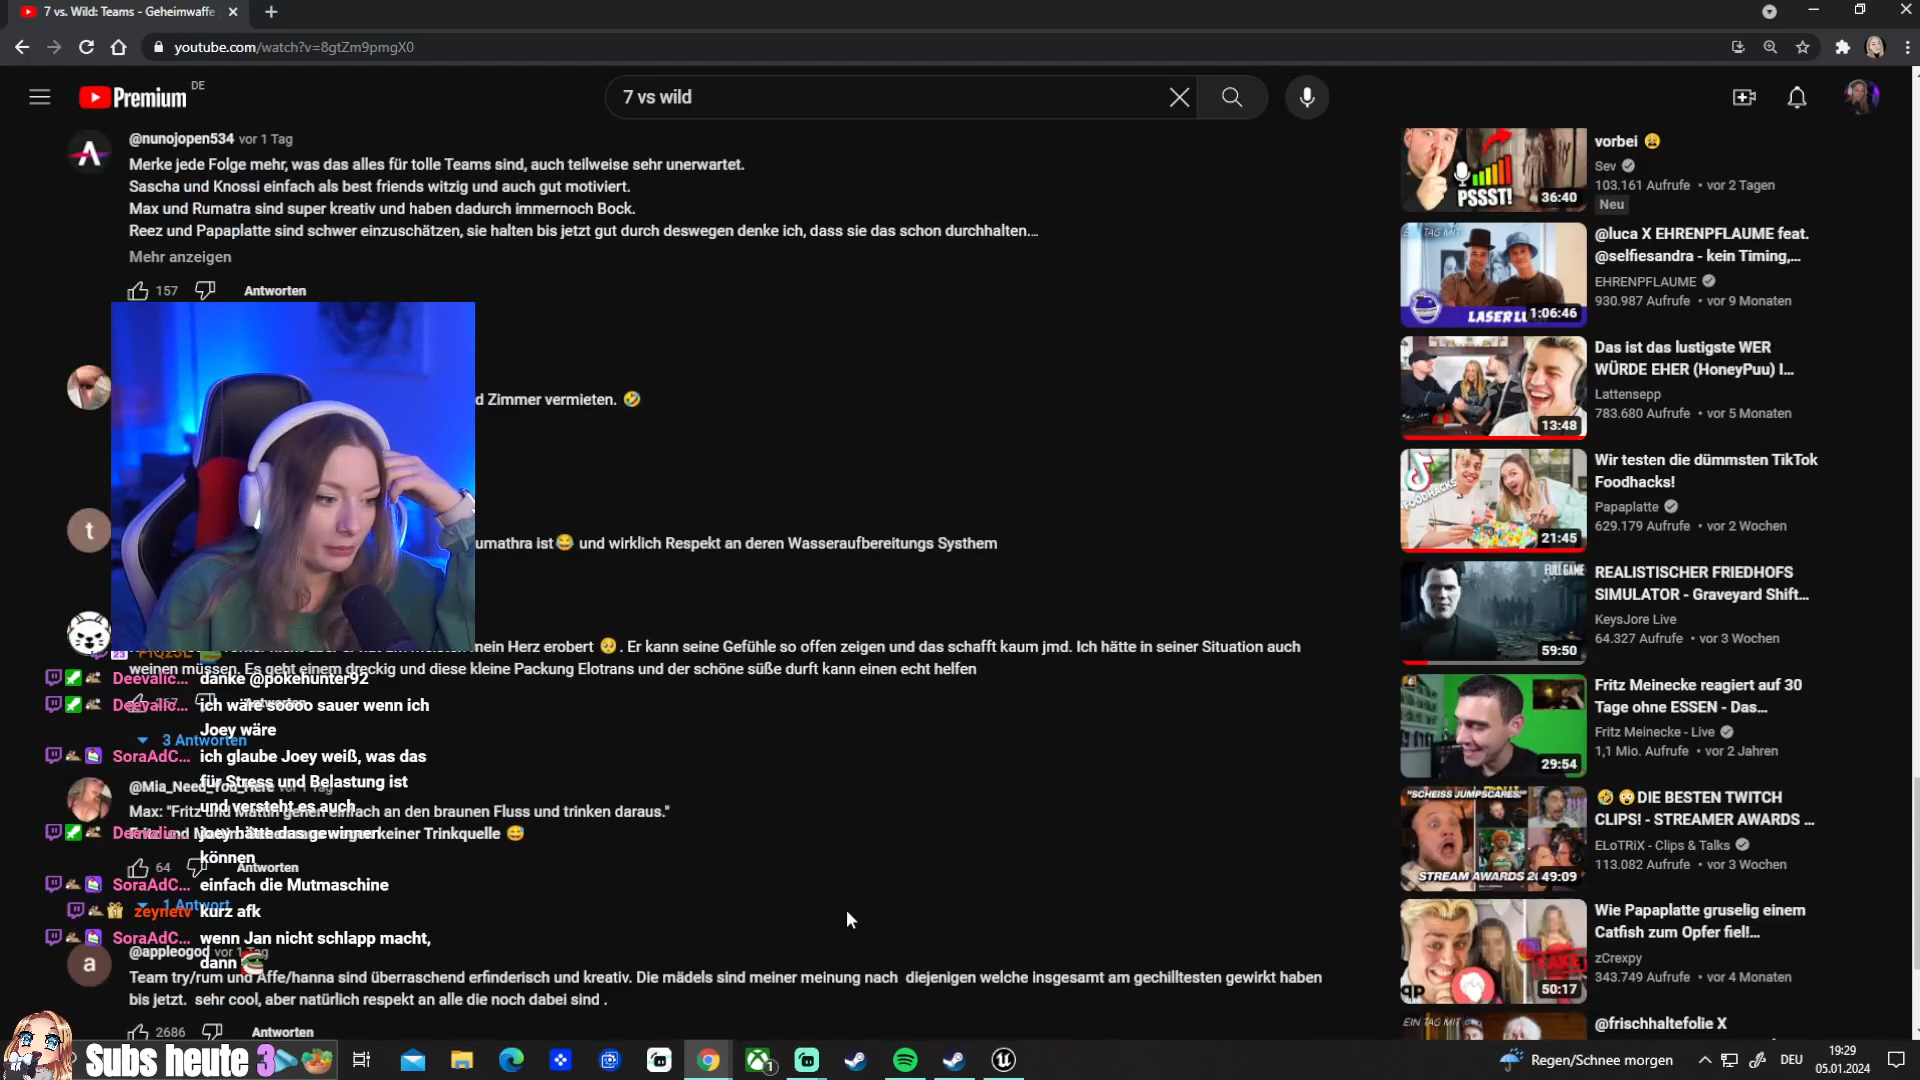 7 vs. Wild: Teams - Geheimwaffe
youtube.com/watch?v=8gtZm9pmgX0
Premium DE
7 vs wild
@nunojopen534 vor 1 Tag
Merke jede Folge mehr, was das alles für tolle Teams sind, auch teilweise sehr unerwartet.
Sascha und Knossi einfach als best friends witzig und auch gut motiviert.
Max und Rumatra sind super kreativ und haben dadurch immernoch Bock.
Reez und Papaplatte sind schwer einzuschätzen, sie halten bis jetzt gut durch deswegen denke ich, dass sie das schon durchhalten...
Mehr anzeigen
157 Antworten
d Zimmer vermieten. 🤣
t
umathra ist😂 und wirklich Respekt an deren Wasseraufbereitungs Systhem
mein Herz erobert 🥺. Er kann seine Gefühle so offen zeigen und das schafft kaum jmd. Ich hätte in seiner Situation auch
weinen müssen. Es geht einem dreckig und diese kleine Packung Elotrans und der schöne süße durft kann einen echt helfen
Deevalic... danke @pokehunter92
Antworten
Deevalic... ich wäre soooo sauer wenn ich
Joey wäre
3 Antworten
SoraAdC... ich glaube Joey weiß, was das
für Stress und Belastung ist
und versteht es auch
@Mia_Need_You_Here vor 1 Tag
Max: "Fritz und Mattin gehen einfach an den braunen Fluss und trinken daraus."
keiner Trinkquelle 😅
joey hätte das gewinnen
können
64 Antworten
SoraAdC... einfach die Mutmaschine
1 Antwort
zeynetv kurz afk
SoraAdC... wenn Jan nicht schlapp macht,
dann
@appleogod vor 1 Tag
a
Team try/rum und Affe/hanna sind überraschend erfinderisch und kreativ. Die mädels sind meiner meinung nach diejenigen welche insgesamt am gechilltesten gewirkt haben
bis jetzt. sehr cool, aber natürlich respekt an alle die noch dabei sind .
2686 Antworten
PSSST!
36:40
vorbei 😩
Sev
103.161 Aufrufe • vor 2 Tagen
Neu
EIN TAG MIT
1:06:46
@luca X EHRENPFLAUME feat.
@selfiesandra - kein Timing,...
EHRENPFLAUME
930.987 Aufrufe • vor 9 Monaten
13:48
Das ist das lustigste WER
WÜRDE EHER (HoneyPuu) I...
Lattensepp
783.680 Aufrufe • vor 5 Monaten
FOODHACKS
21:45
Wir testen die dümmsten TikTok
Foodhacks!
Papaplatte
629.179 Aufrufe • vor 2 Wochen
FULL GAME
59:50
REALISTISCHER FRIEDHOFS
SIMULATOR - Graveyard Shift...
KeysJore Live
64.327 Aufrufe • vor 3 Wochen
29:54
Fritz Meinecke reagiert auf 30
Tage ohne ESSEN - Das...
Fritz Meinecke - Live
1,1 Mio. Aufrufe • vor 2 Jahren
"SCHEISS JUMPSCARES!"
49:09
🤣 😲DIE BESTEN TWITCH
CLIPS! - STREAMER AWARDS ...
ELoTRiX - Clips & Talks
113.082 Aufrufe • vor 3 Wochen
FAKE
50:17
Wie Papaplatte gruselig einem
Catfish zum Opfer fiel!...
zCrexpy
343.749 Aufrufe • vor 4 Monaten
EIN TAG MIT
@frischhaltefolie X
Subs heute 3
Regen/Schnee morgen
DEU
19:29
05.01.2024